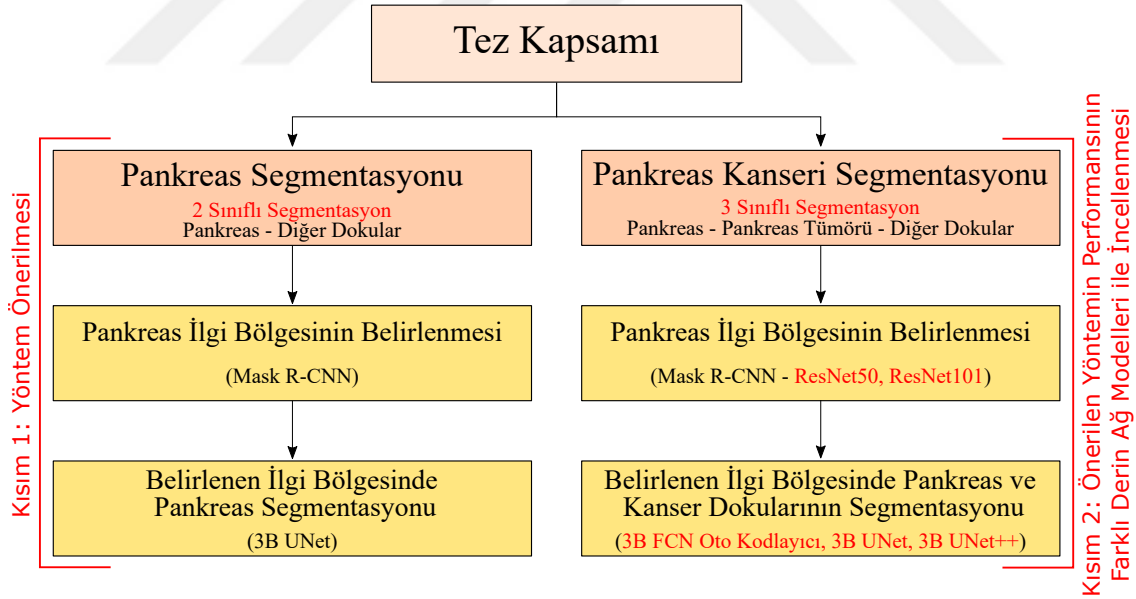 Tez Kapsamı
Kısım 1: Yöntem Önerilmesi
Pankreas Segmentasyonu
2 Sınıflı Segmentasyon
Pankreas - Diğer Dokular
Pankreas İlgi Bölgesinin Belirlenmesi
(Mask R-CNN)
Belirlenen İlgi Bölgesinde
Pankreas Segmentasyonu
(3B UNet)
Pankreas Kanseri Segmentasyonu
3 Sınıflı Segmentasyon
Pankreas - Pankreas Tümörü - Diğer Dokular
Pankreas İlgi Bölgesinin Belirlenmesi
(Mask R-CNN - ResNet50, ResNet101)
Belirlenen İlgi Bölgesinde Pankreas ve
Kanser Dokularının Segmentasyonu
(3B FCN Oto Kodlayıcı, 3B UNet, 3B UNet++)
Kısım 2: Önerilen Yöntemin Performansının
Farklı Derin Ağ Modelleri ile İncellenmesi